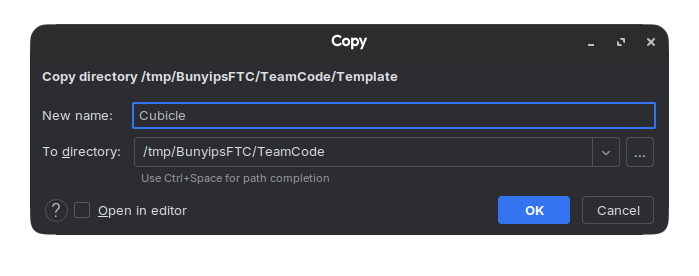 Copy
Copy directory /tmp/BunyipsFTC/TeamCode/Template
New name: Cubicle
To directory: /tmp/BunyipsFTC/TeamCode ...
Use Ctrl+Space for path completion
? Open in editor OK Cancel